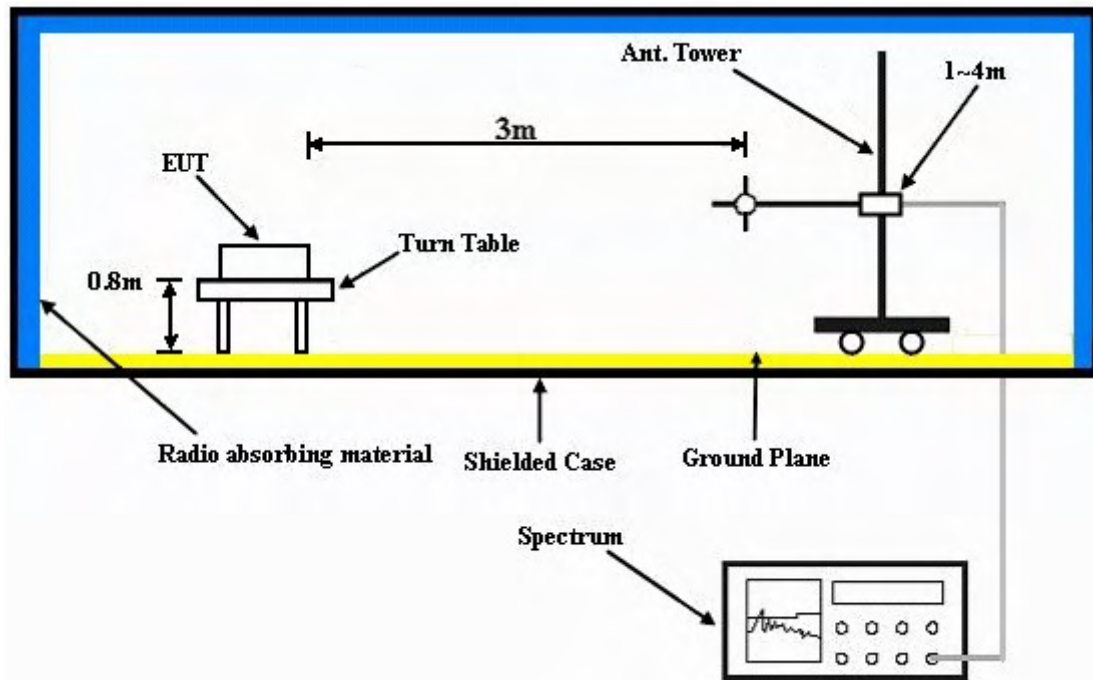 Ant. Tower
1~4m
3m
EUT
Turn Table
0.8m
Radio absorbing material
Shielded Case
Ground Plane
Spectrum